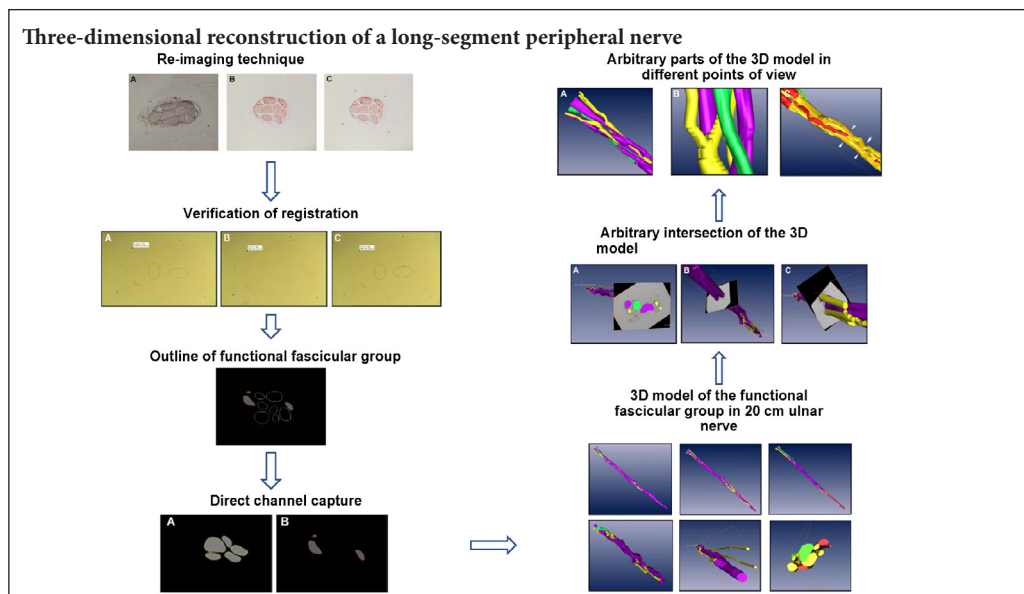 Three-dimensional reconstruction of a long-segment peripheral nerve
Re-imaging technique
A
B
C
Verification of registration
A
B
C
Outline of functional fascicular group
Direct channel capture
A
B
3D model of the functional
fascicular group in 20 cm ulnar
nerve
Arbitrary intersection of the 3D
model
A
B
C
Arbitrary parts of the 3D model in
different points of view
A
B